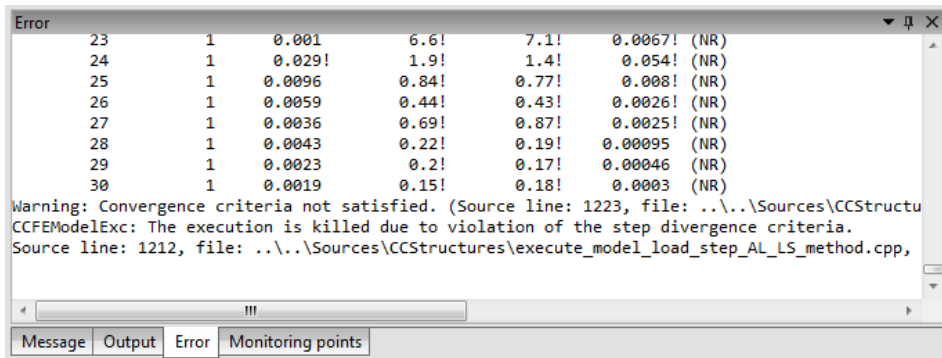 Error
23 1 0.001 6.6! 7.1! 0.0067! (NR)
24 1 0.029! 1.9! 1.4! 0.054! (NR)
25 1 0.0096 0.84! 0.77! 0.008! (NR)
26 1 0.0059 0.44! 0.43! 0.0026! (NR)
27 1 0.0036 0.69! 0.87! 0.0025! (NR)
28 1 0.0043 0.22! 0.19! 0.00095 (NR)
29 1 0.0023 0.2! 0.17! 0.00046 (NR)
30 1 0.0019 0.15! 0.18! 0.0003 (NR)
Warning: Convergence criteria not satisfied. (Source line: 1223, file: ..\..\Sources\CCStructu
CCFEModelExc: The execution is killed due to violation of the step divergence criteria.
Source line: 1212, file: ..\..\Sources\CCStructures\execute_model_load_step_AL_LS_method.cpp,
Message Output Error Monitoring points